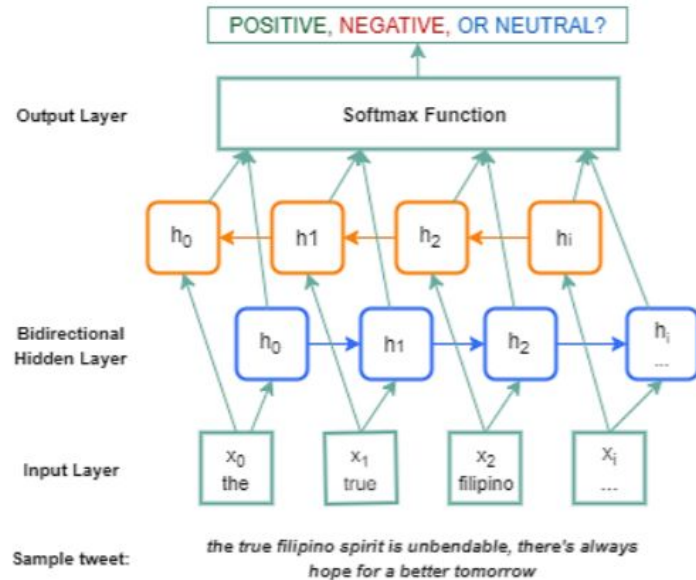 POSITIVE, NEGATIVE, OR NEUTRAL?
Output Layer
Softmax Function
h₀
h1
h₂
hi
Bidirectional
Hidden Layer
h₀
h₁
h₂
hᵢ
...
Input Layer
x₀
the
x₁
true
x₂
filipino
xᵢ
...
Sample tweet:
the true filipino spirit is unbendable, there's always
hope for a better tomorrow